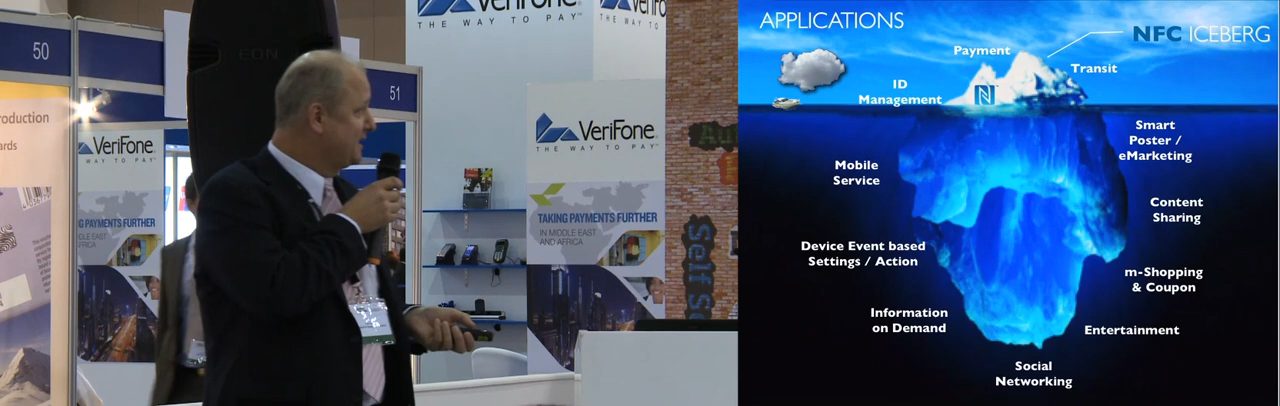 50
roduction
ards
VeriFone
WAY TO PAY
G PAYMENTS FURTHER
EON
51
VeriFone
THE WAY TO PAY
VeriFone
THE WAY TO PAY
TAKING PAYMENTS FURTHER
IN MIDDLE EAST
AND AFRICA
Self
APPLICATIONS
NFC ICEBERG
Payment
Transit
ID
Management
N
Smart
Poster /
eMarketing
Mobile
Service
Content
Sharing
Device Event based
Settings / Action
m-Shopping
& Coupon
Information
on Demand
Entertainment
Social
Networking